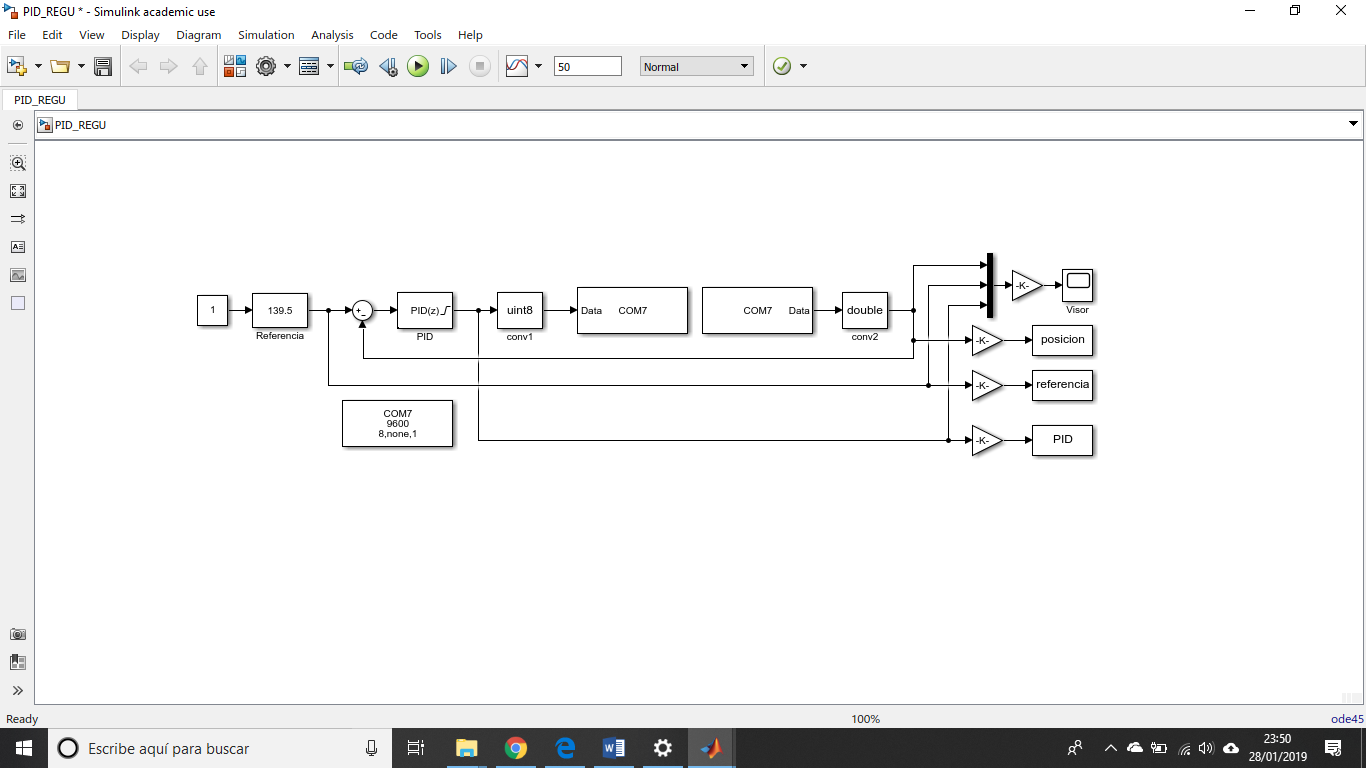 PID_REGU * - Simulink academic use
File Edit View Display Diagram Simulation Analysis Code Tools Help
50
Normal
PID_REGU
PID_REGU
1
139.5
Referencia
+
-
PID(z)
PID
uint8
conv1
Data COM7
COM7 Data
double
conv2
-K-
Visor
-K-
posicion
-K-
referencia
-K-
PID
COM7
9600
8,none,1
Ready
100%
ode45
Escribe aquí para buscar
23:50
28/01/2019